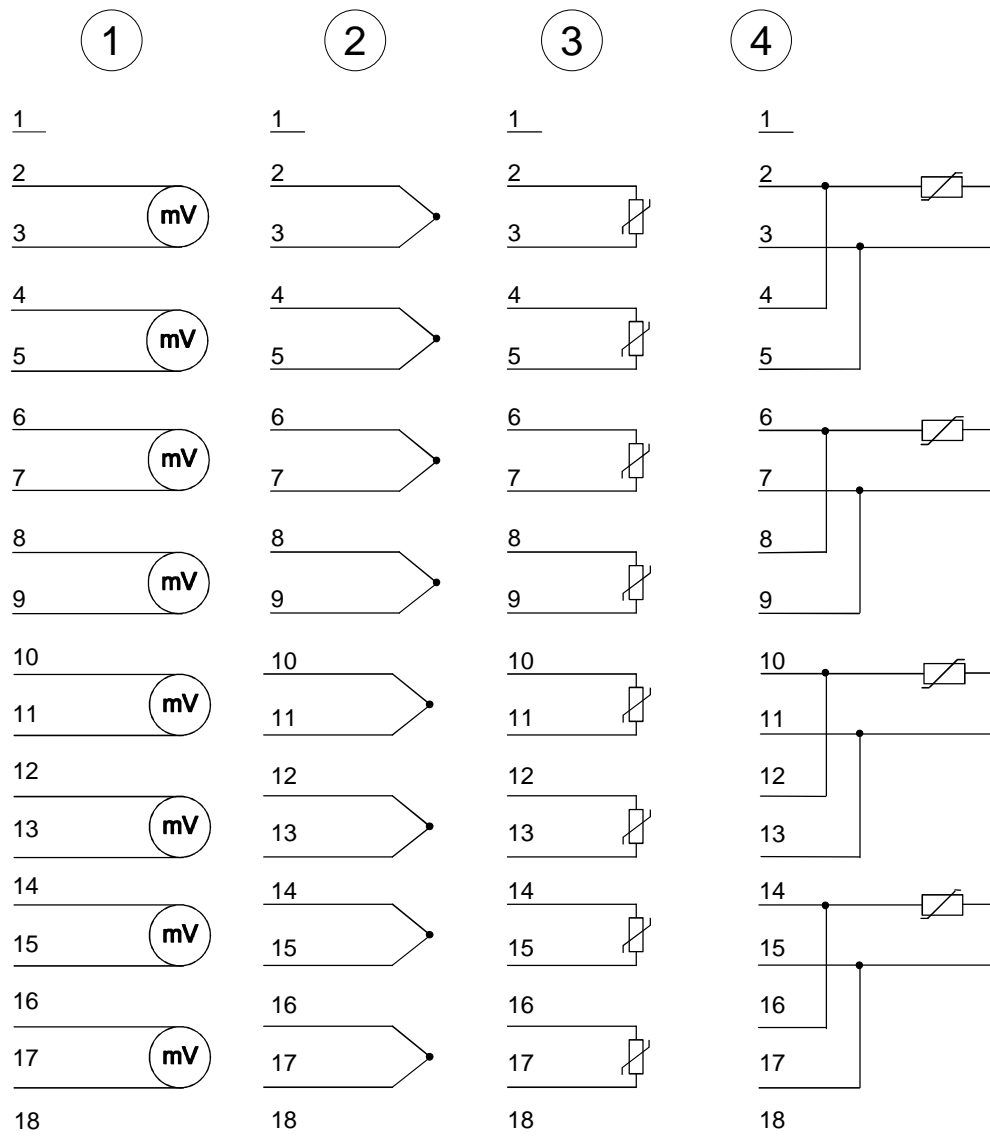 1 2 3 4
1 1 1 1
2 2 2 2
mV
3 3 3 3
4 4 4 4
mV
5 5 5 5
6 6 6 6
mV
7 7 7 7
8 8 8 8
mV
9 9 9 9
10 10 10 10
mV
11 11 11 11
12 12 12 12
mV
13 13 13 13
14 14 14 14
mV
15 15 15 15
16 16 16 16
mV
17 17 17 17
18 18 18 18